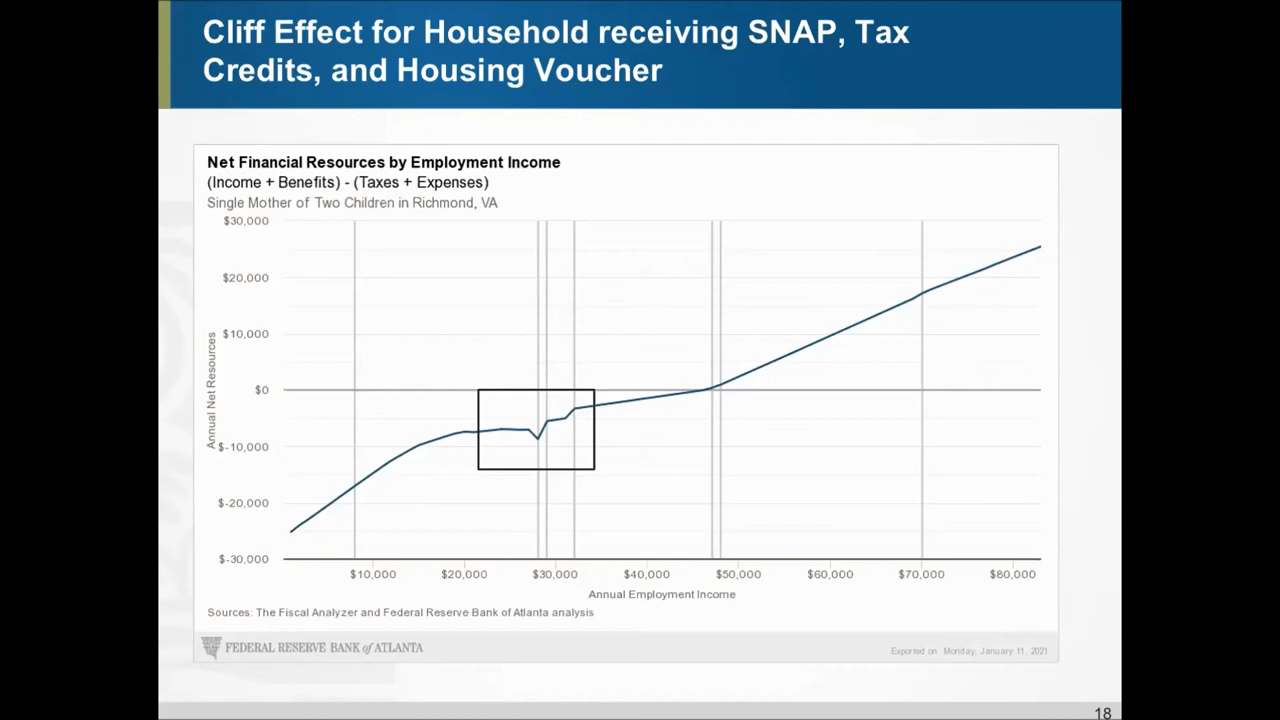 Cliff Effect for Household receiving SNAP, Tax
Credits, and Housing Voucher
Net Financial Resources by Employment Income
(Income + Benefits) - (Taxes + Expenses)
Single Mother of Two Children in Richmond, VA
$30,000
$20,000
$10,000
$0
$-10,000
$-20,000
$-30,000
Annual Net Resources
$10,000 $20,000 $30,000 $40,000 $50,000 $60,000 $70,000 $80,000
Annual Employment Income
Sources: The Fiscal Analyzer and Federal Reserve Bank of Atlanta analysis
FEDERAL RESERVE BANK of ATLANTA
Exported on Monday, January 11, 2021
18